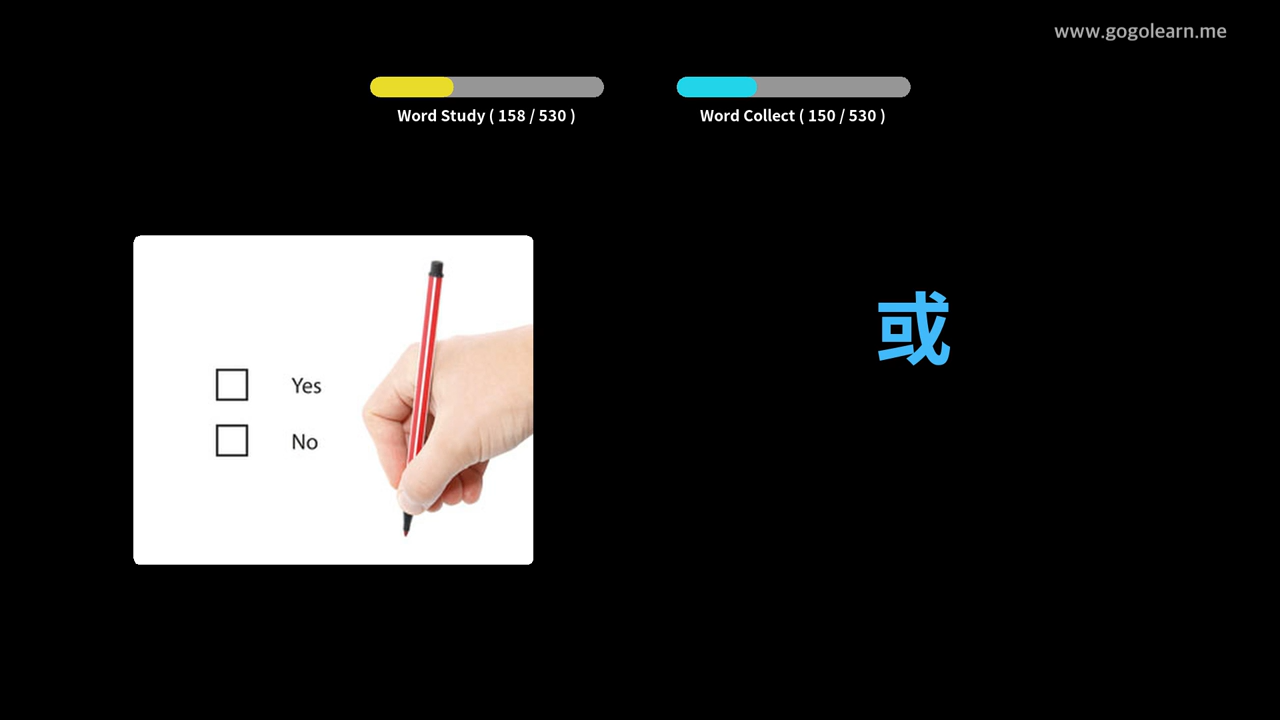 www.gogolearn.me
Word Study ( 158 / 530 )
Word Collect ( 150 / 530 )
Yes
No
或